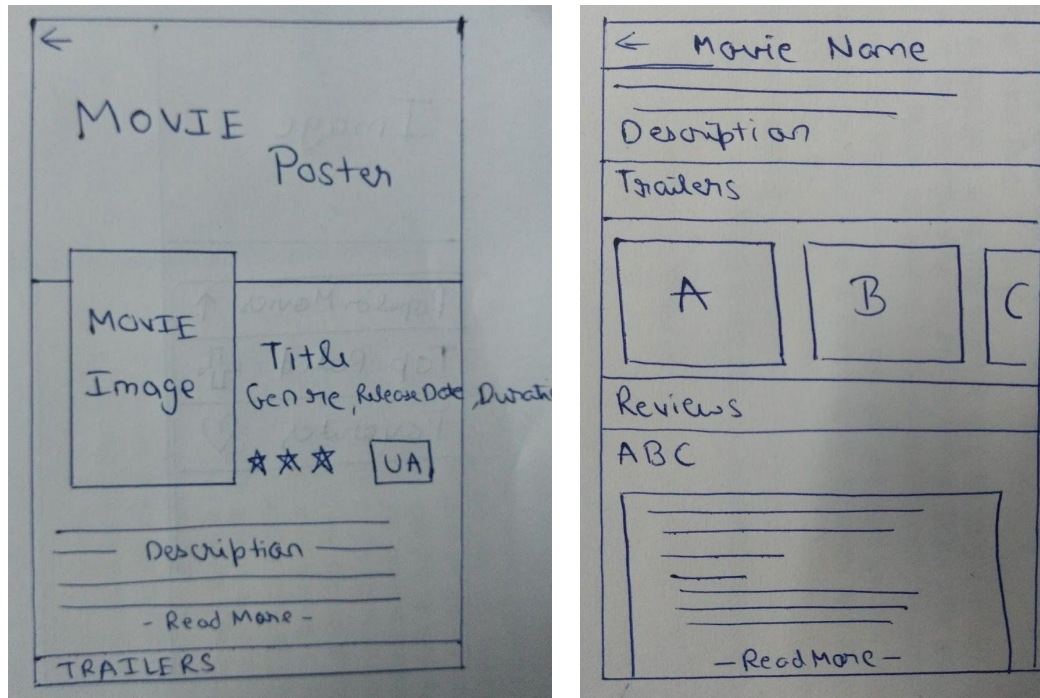 ←
MOVIE
Poster
MOVIE
Image
Title
Genre, Release Date, Durati
UA
Description
- Read More -
TRAILERS
← Movie Name
Description
Trailers
A B C
Reviews
ABC
- Read More -